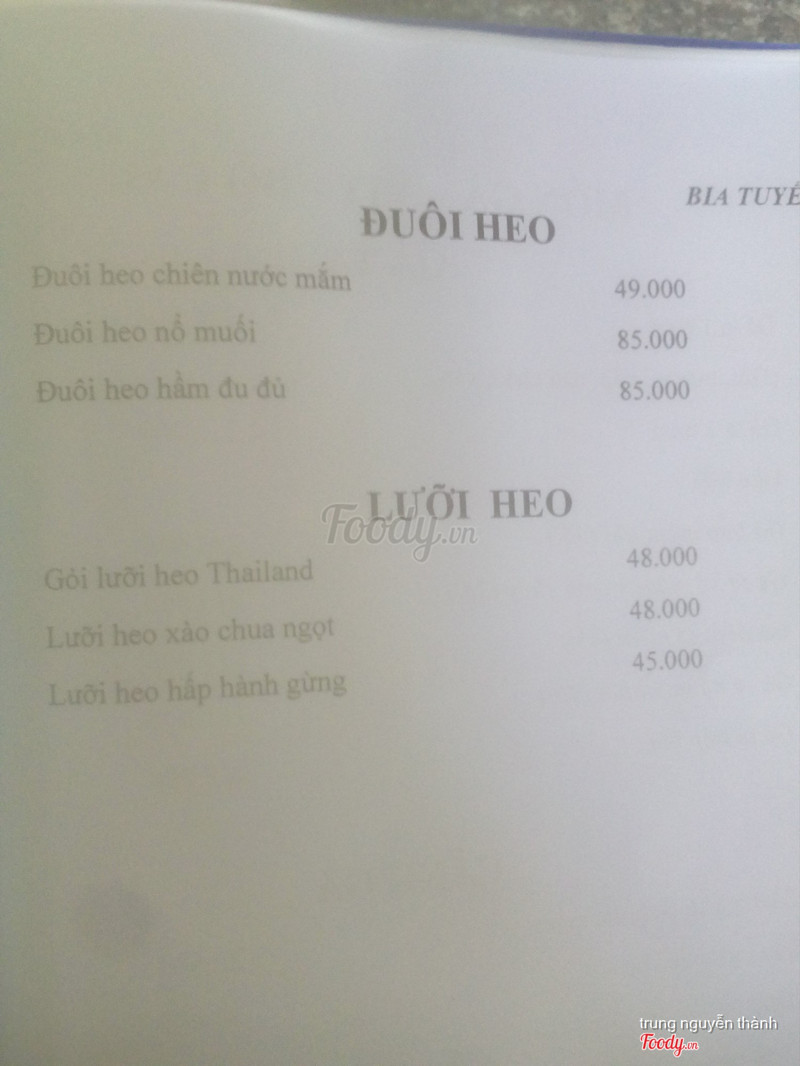 BIA TUYÊ
ĐUÔI HEO
Đuôi heo chiên nước mắm 49.000
Đuôi heo nổ muối 85.000
Đuôi heo hầm đu đủ 85.000
LƯỠI HEO
Foody.vn
Gỏi lưỡi heo Thailand 48.000
Lưỡi heo xào chua ngọt 48.000
Lưỡi heo hấp hành gừng 45.000
trung nguyễn thành
Foody.vn